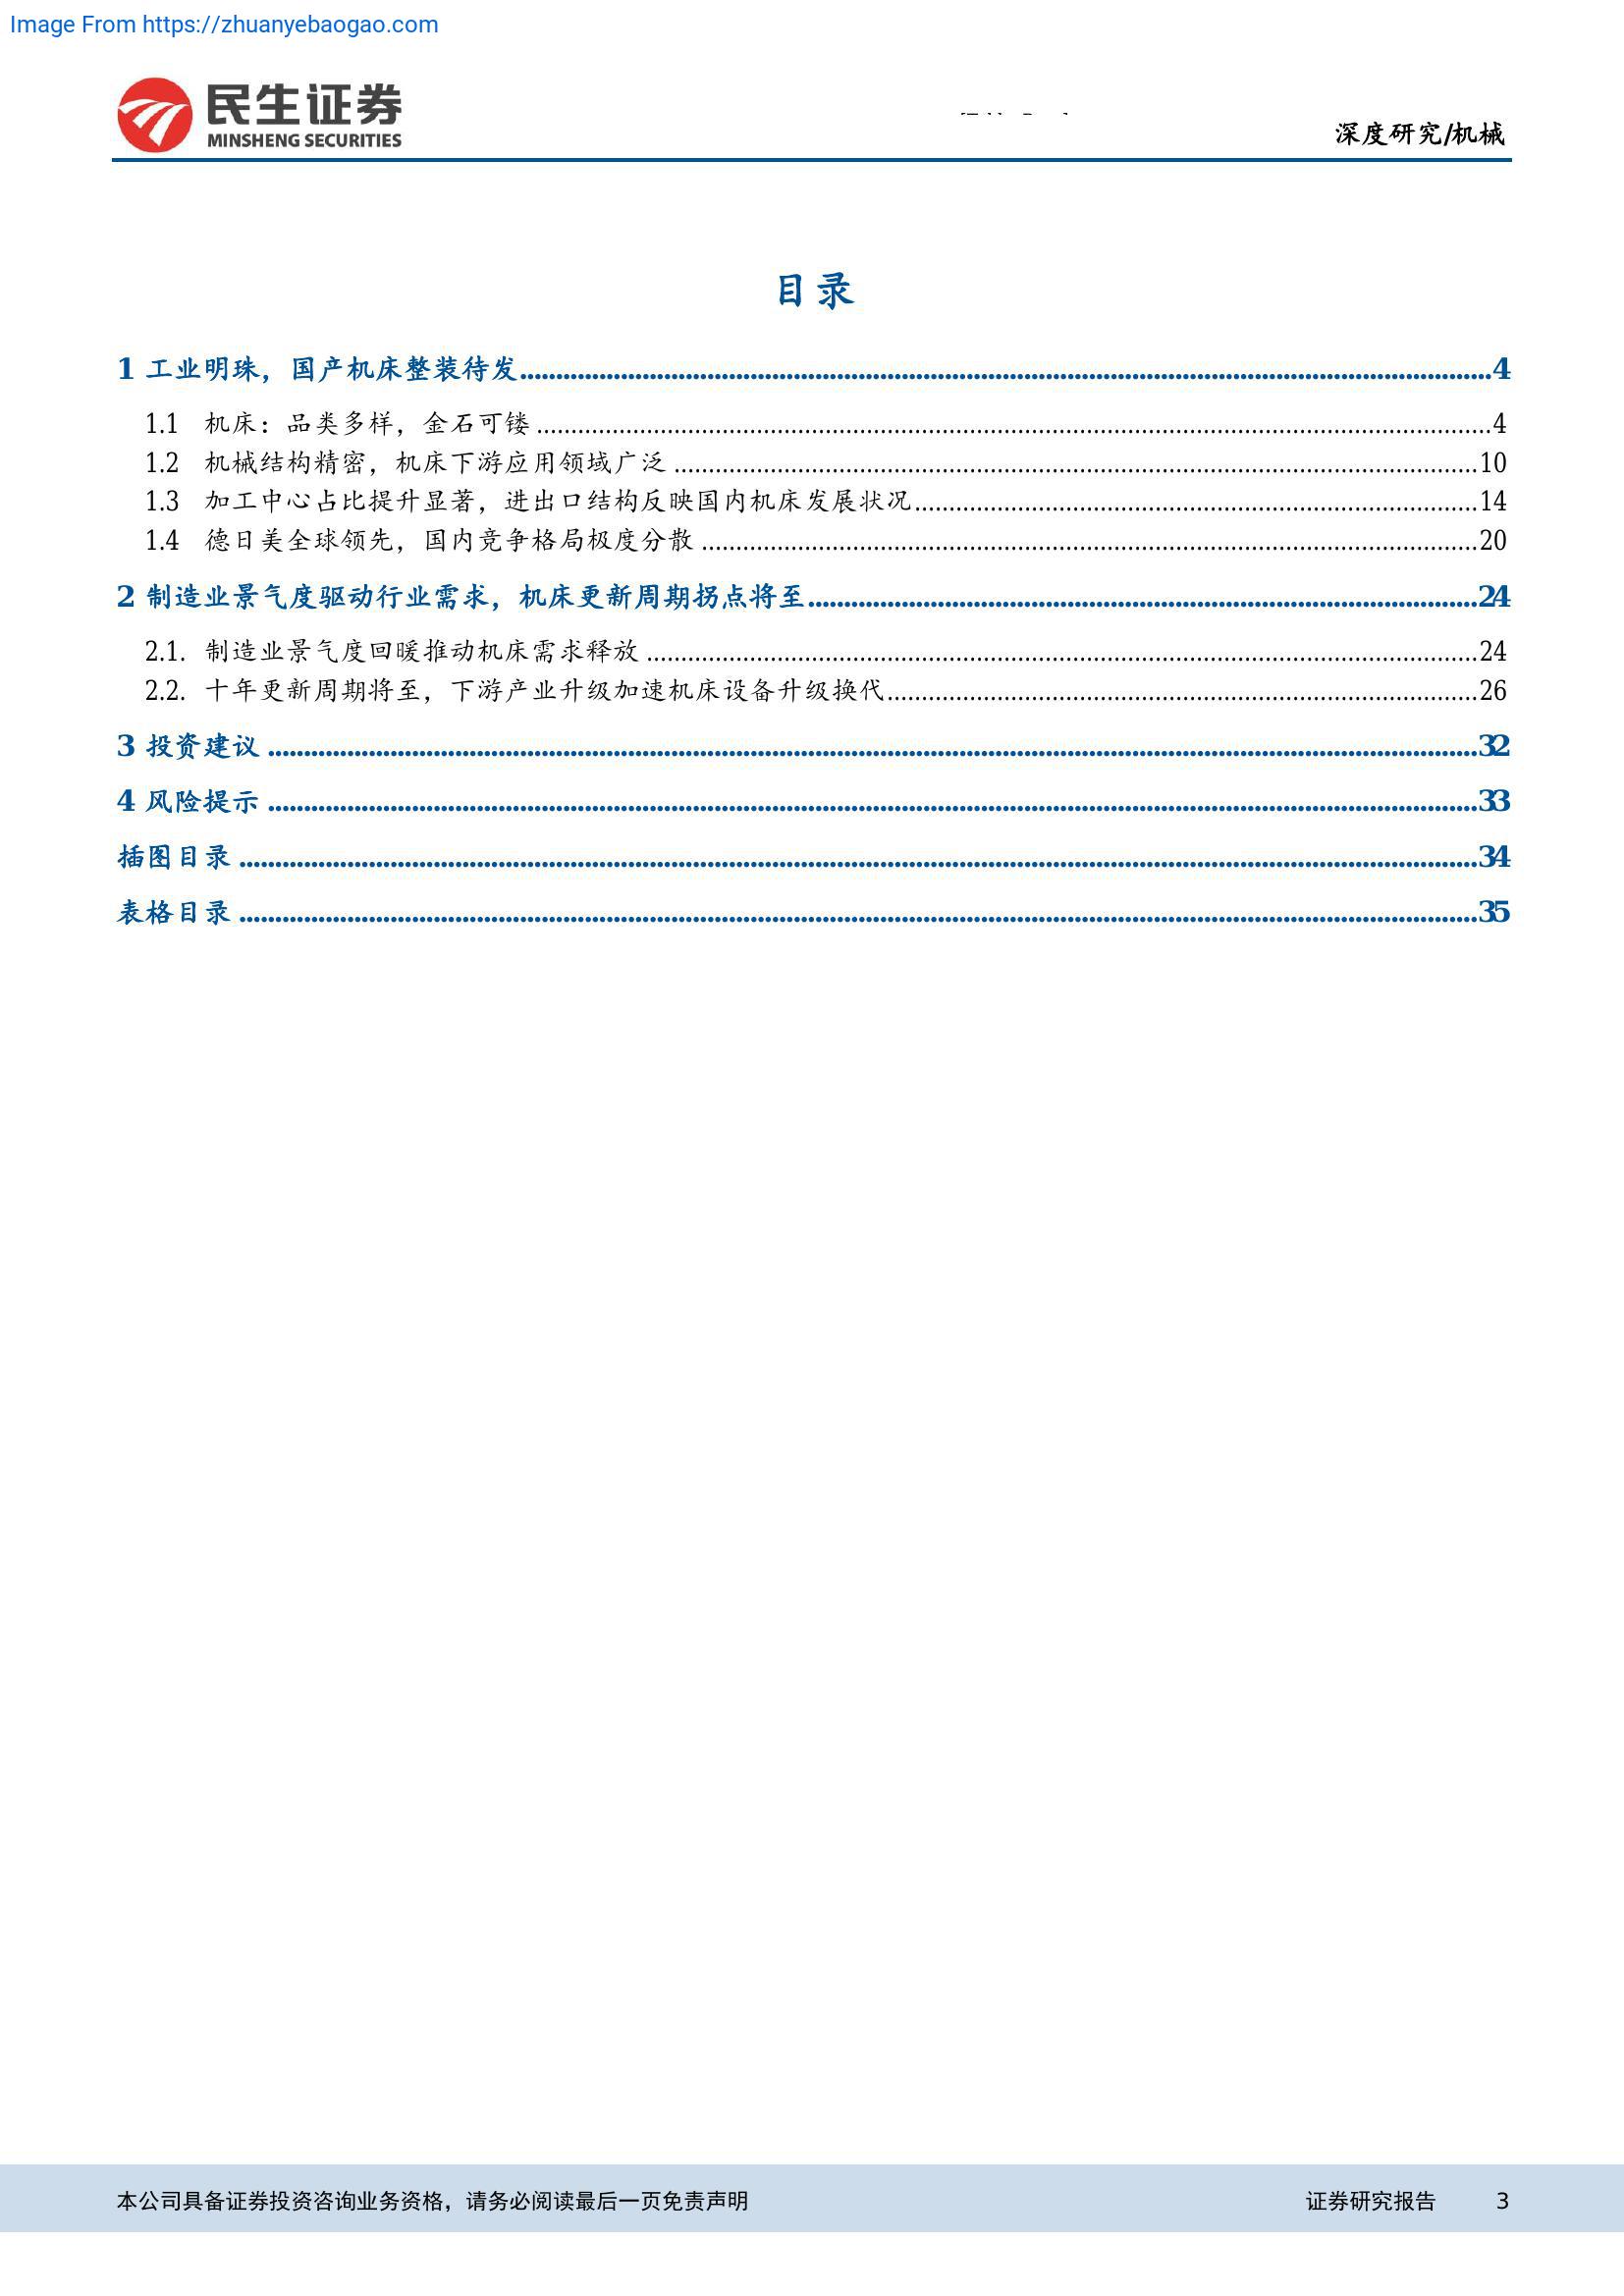 Image From https://zhuanyebaogao.com
民生证券
MINSHENG SECURITIES
深度研究/机械
目录
1 工业明珠，国产机床整装待发 4
1.1 机床：品类多样，金石可镂 4
1.2 机械结构精密，机床下游应用领域广泛 10
1.3 加工中心占比提升显著，进出口结构反映国内机床发展状况 14
1.4 德日美全球领先，国内竞争格局极度分散 20
2 制造业景气度驱动行业需求，机床更新周期拐点将至 24
2.1. 制造业景气度回暖推动机床需求释放 24
2.2. 十年更新周期将至，下游产业升级加速机床设备升级换代 26
3 投资建议 32
4 风险提示 33
插图目录 34
表格目录 35
本公司具备证券投资咨询业务资格，请务必阅读最后一页免责声明 证券研究报告 3